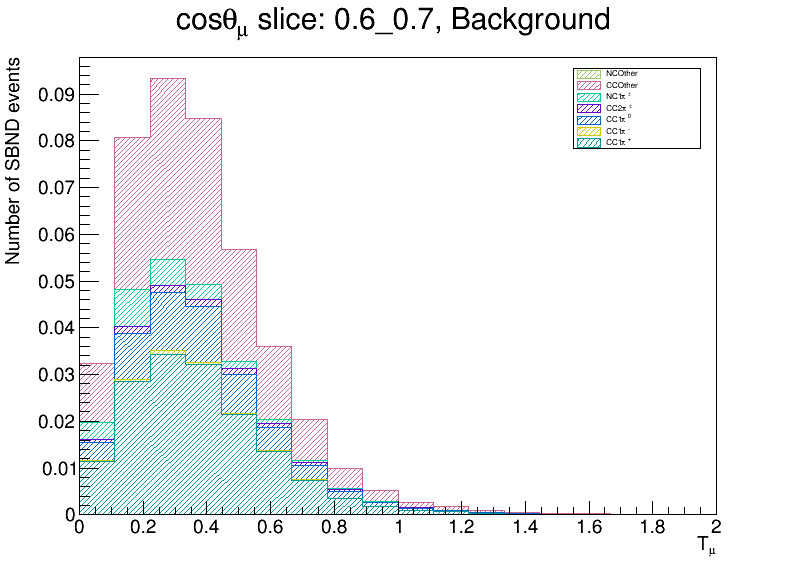 cosθμ slice: 0.6_0.7, Background
Number of SBND events
0.09
0.08
0.07
0.06
0.05
0.04
0.03
0.02
0.01
0
NCOther
CCOther
NC1π ±
CC2π ±
CC1π 0
CC1π -
CC1π +
0 0.2 0.4 0.6 0.8 1 1.2 1.4 1.6 1.8 2
Tμ